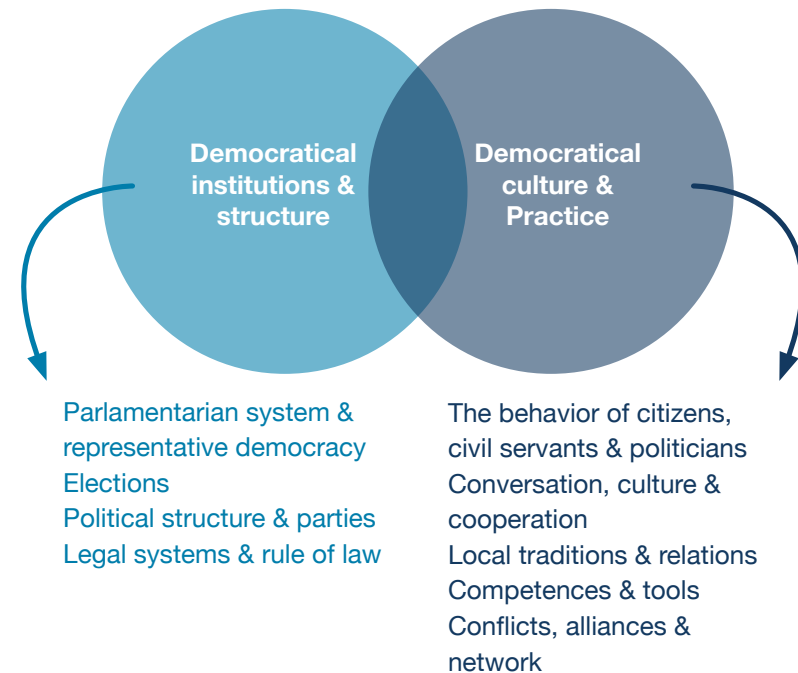 Democratical
institutions &
structure
Democratical
culture &
Practice
Parlamentarian system &
representative democracy
Elections
Political structure & parties
Legal systems & rule of law
The behavior of citizens,
civil servants & politicians
Conversation, culture &
cooperation
Local traditions & relations
Competences & tools
Conflicts, alliances &
network